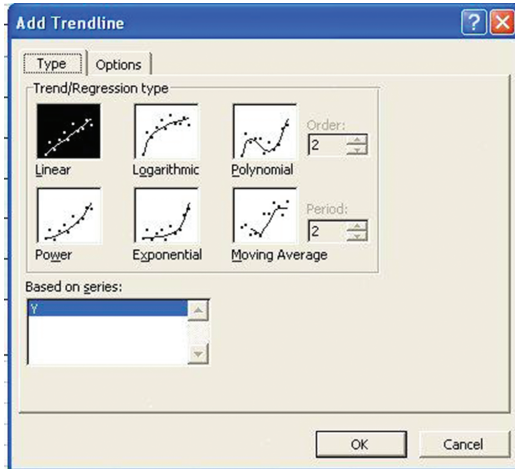 Add Trendline
Type
Options
Trend/Regression type
Linear
Logarithmic
Polynomial
Order:
2
Power
Exponential
Moving Average
Period:
2
Based on series:
Y
OK
Cancel